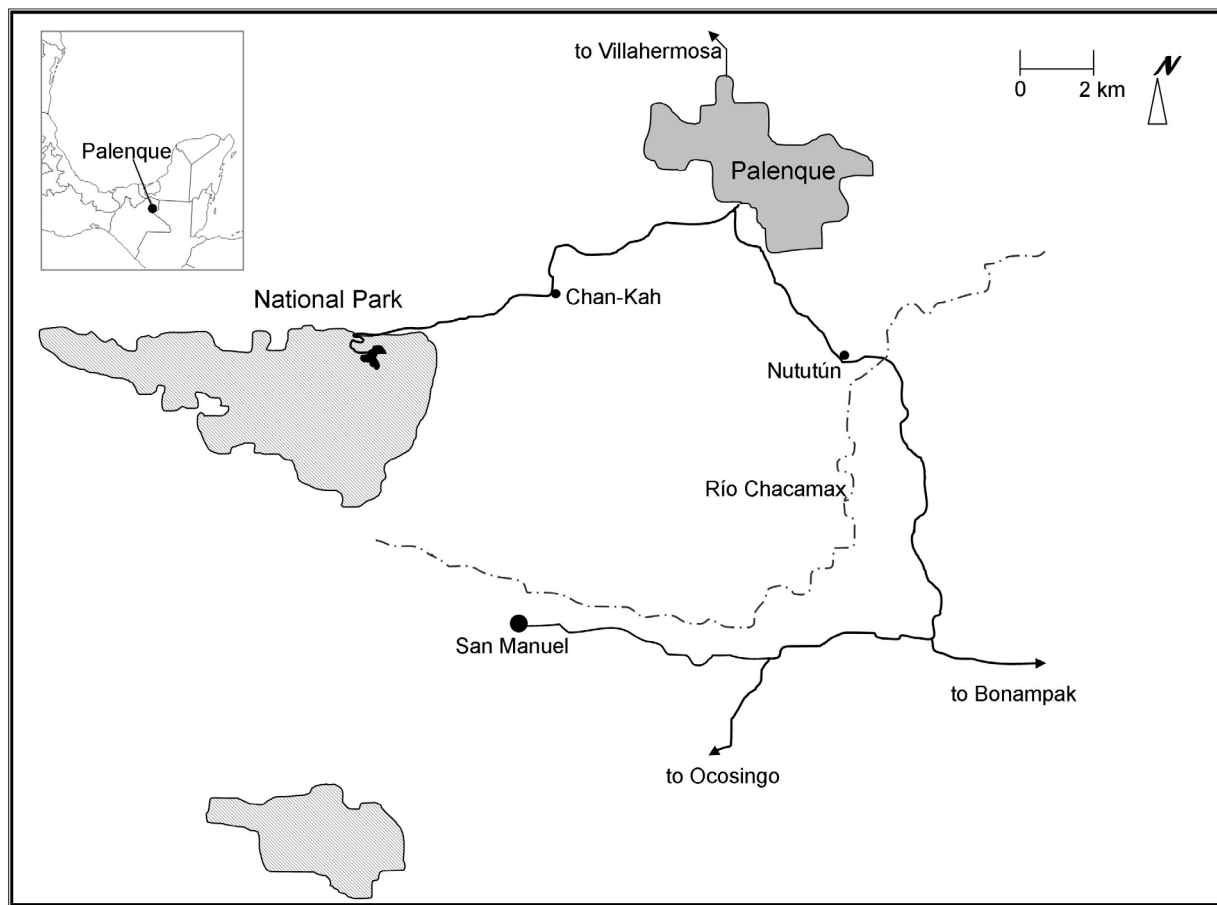 to Villahermosa
N
0 2 km
Palenque
Palenque
National Park
Chan-Kah
Nututún
Río Chacamax
San Manuel
to Bonampak
to Ocosingo